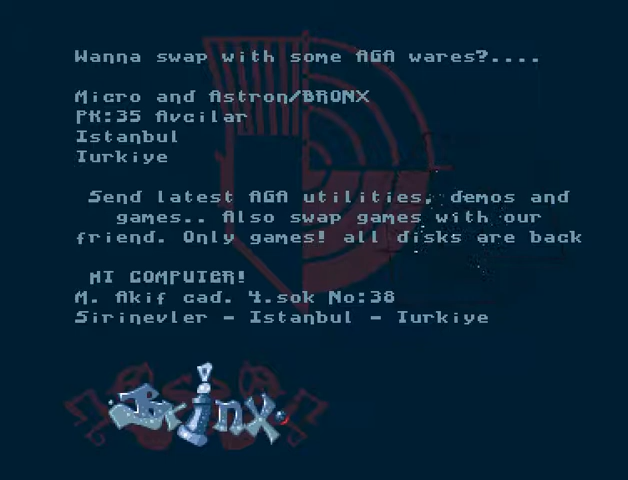 Wanna swap with some AGA wares?....
Micro and Astron/BRONX
PK:35 Avcilar
Istanbul
Turkiye
Send latest AGA utilities, demos and
games.. Also swap games with our
friend. Only games! all disks are back
HI COMPUTER!
M. Akif cad. 4.sok No:38
Sirinevler - Istanbul - Turkiye
Bronx